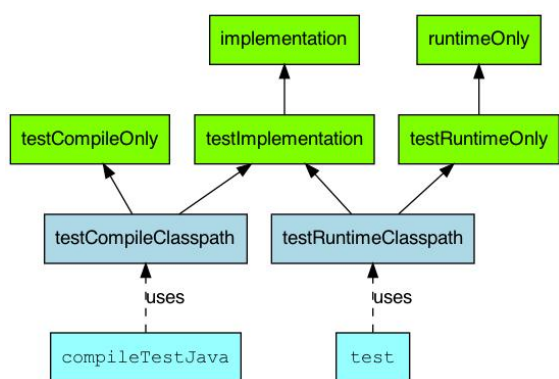 implementation
runtimeOnly
testCompileOnly
testImplementation
testRuntimeOnly
testCompileClasspath
testRuntimeClasspath
uses
uses
compileTestJava
test